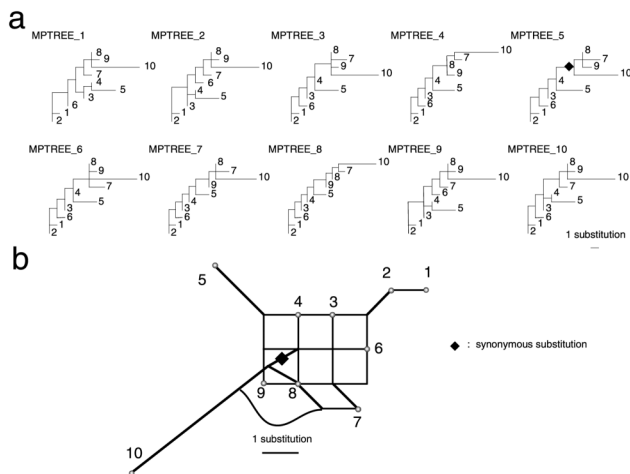 a
MPTREE_1 MPTREE_2 MPTREE_3 MPTREE_4 MPTREE_5
8 9 10 7 4 3 5 6 1 2
8 9 10 7 6 4 3 5 1 2
8 9 7 10 4 5 3 6 1 2
10 7 8 9 4 5 3 6 1 2
8 7 9 10 4 5 3 6 1 2
MPTREE_6 MPTREE_7 MPTREE_8 MPTREE_9 MPTREE_10
8 9 10 7 4 5 3 6 1 2
8 7 10 9 4 5 3 6 1 2
10 7 8 9 4 5 3 6 1 2
8 9 10 6 7 4 5 3 1 2
8 9 10 7 4 6 5 3 1 2
1 substitution
b
5 4 3 2 1
6
9 8 7
10
1 substitution
: synonymous substitution